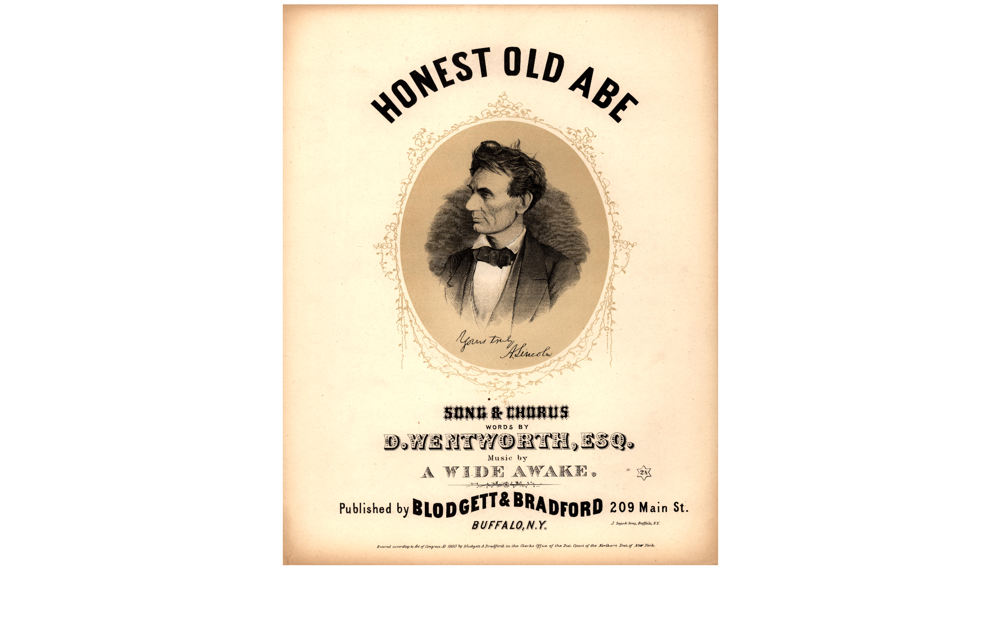 HONEST OLD ABE
Yours truly
A. Lincoln
SONG & CHORUS
WORDS BY
D. WENTWORTH, ESQ.
Music by
A WIDE AWAKE.
2½
Published by BLODGETT & BRADFORD 209 Main St.
BUFFALO, N.Y.
J. Sage & Sons, Buffalo, N.Y.
Entered according to Act of Congress AD 1860 by Blodgett & Bradford in the Clerks Office of the Dist. Court of the Northern Dist. of New York.